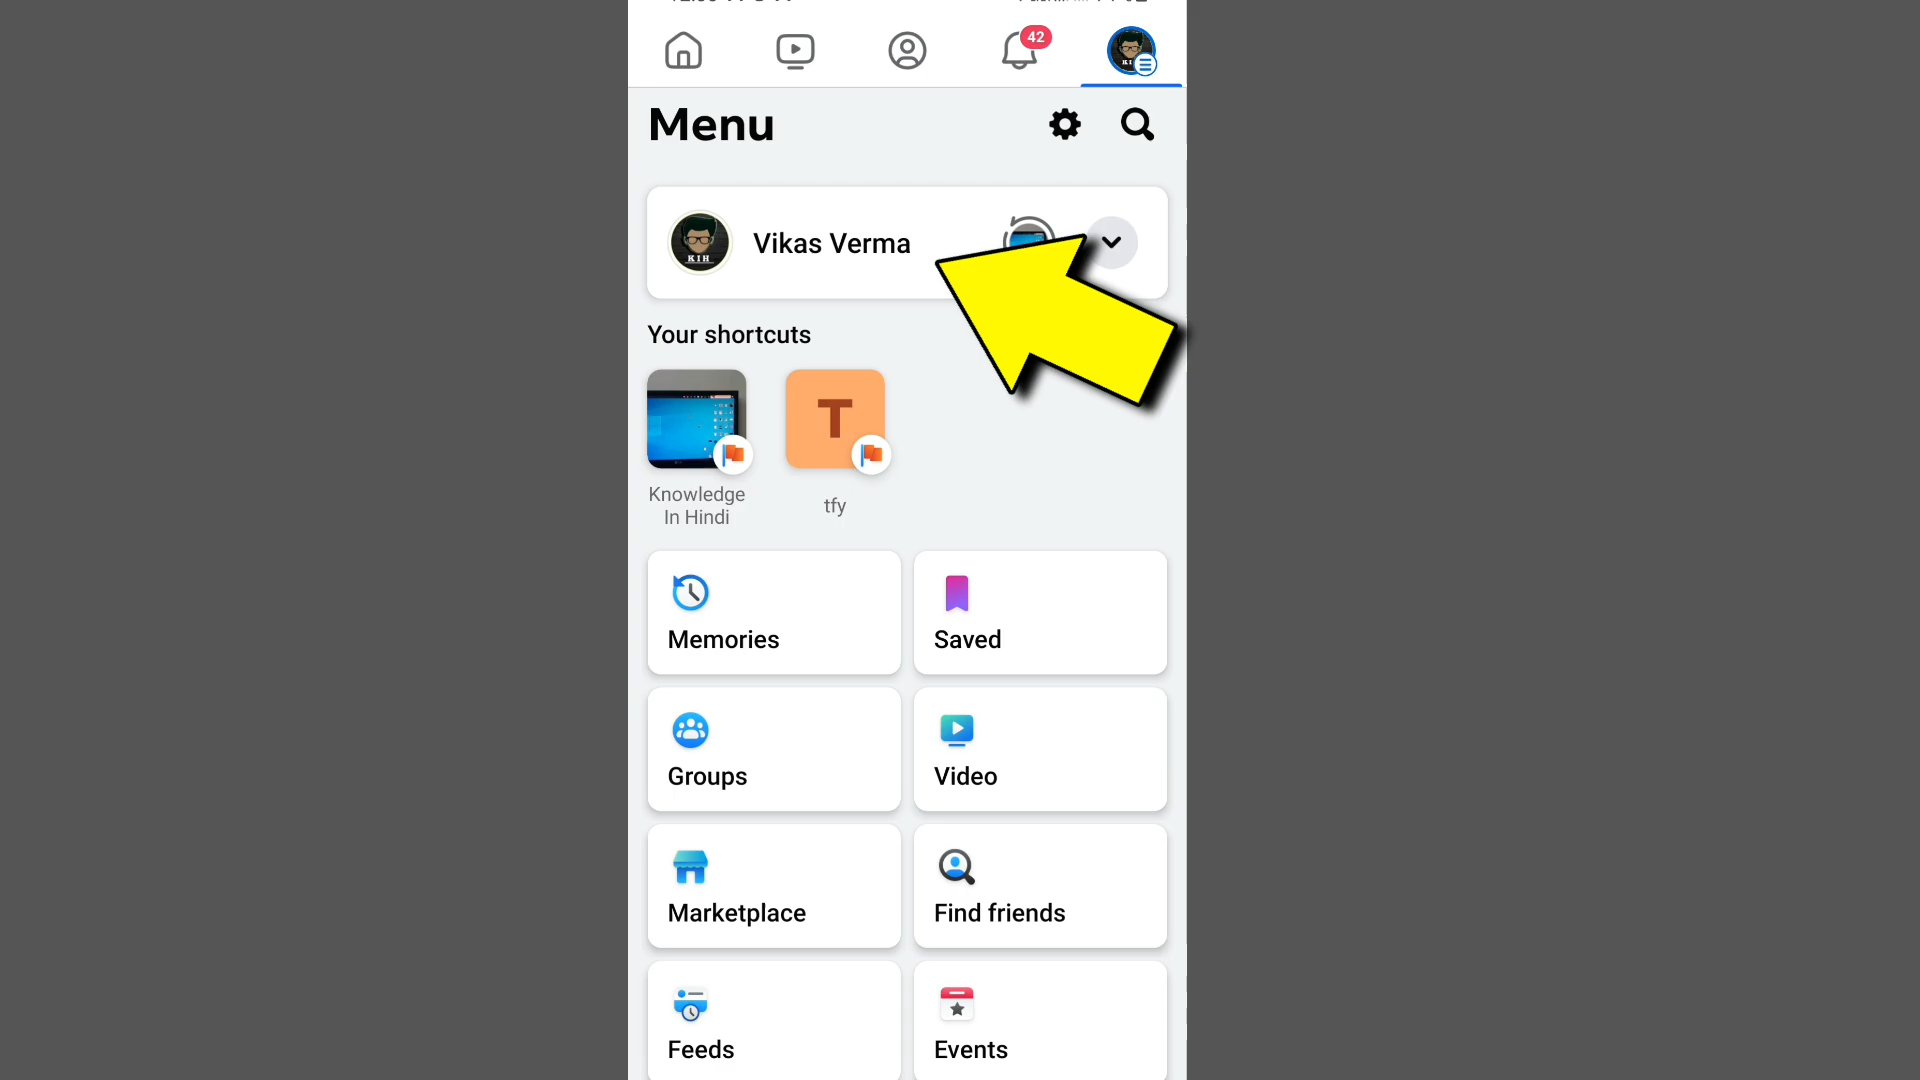 42
Menu
KIH
Vikas Verma
Your shortcuts
T
Knowledge
In Hindi
tfy
Memories
Saved
Groups
Video
Marketplace
Find friends
Feeds
Events